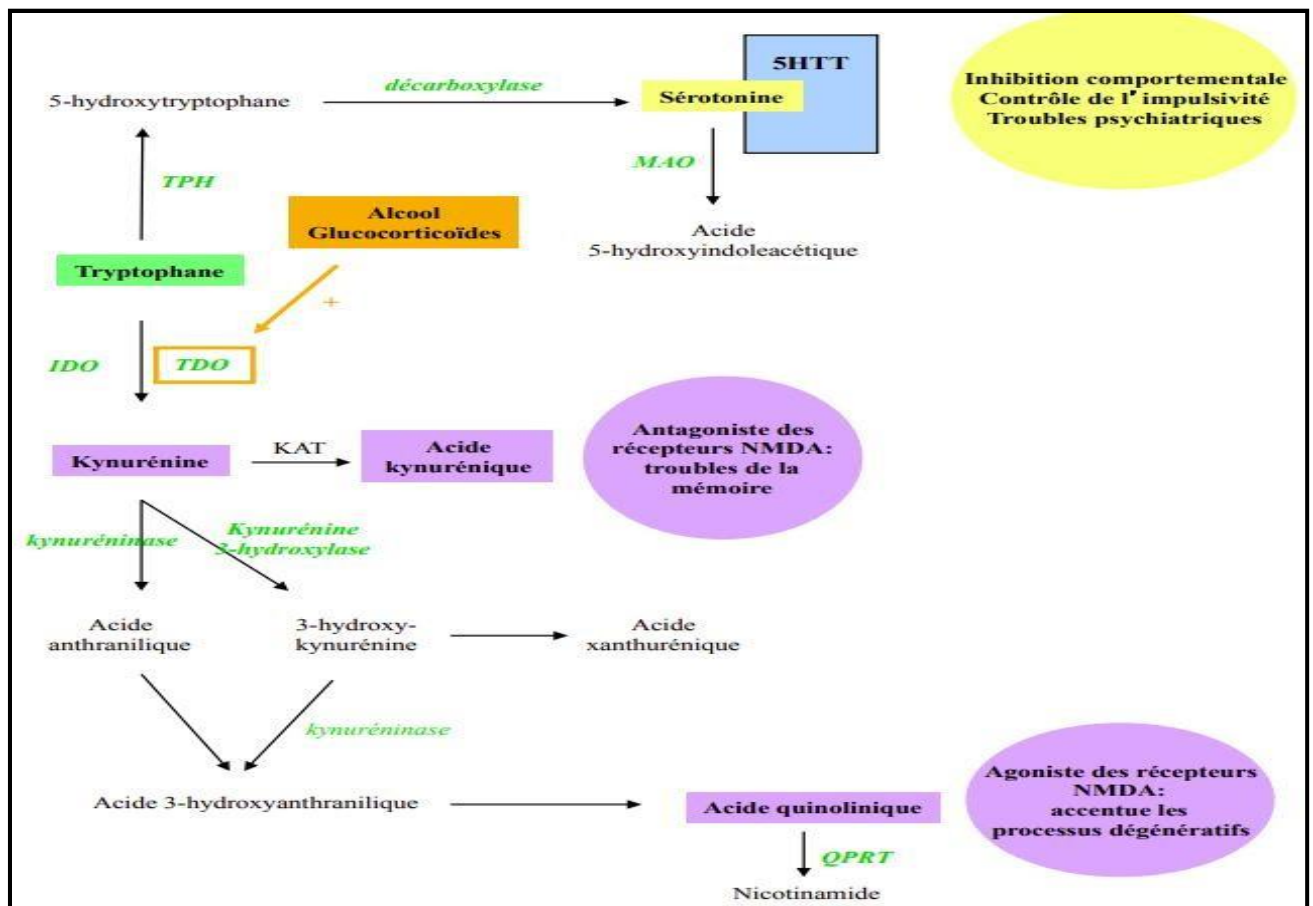 5HTT
Inhibition comportementale
Contrôle de l' impulsivité
Troubles psychiatriques
5-hydroxytryptophane
décarboxylase
Sérotonine
TPH
MAO
Alcool
Glucocorticoïdes
Acide
5-hydroxyindoleacétique
Tryptophane
+
IDO
TDO
Kynurénine
KAT
Acide
kynurénique
Antagoniste des
récepteurs NMDA:
troubles de la
mémoire
kynuréninase
Kynurénine
3-hydroxylase
Acide
anthranilique
3-hydroxy-
kynurénine
Acide
xanthurénique
kynuréninase
Acide 3-hydroxyanthranilique
Acide quinolinique
Agoniste des récepteurs
NMDA:
accentue les
processus dégénératifs
QPRT
Nicotinamide